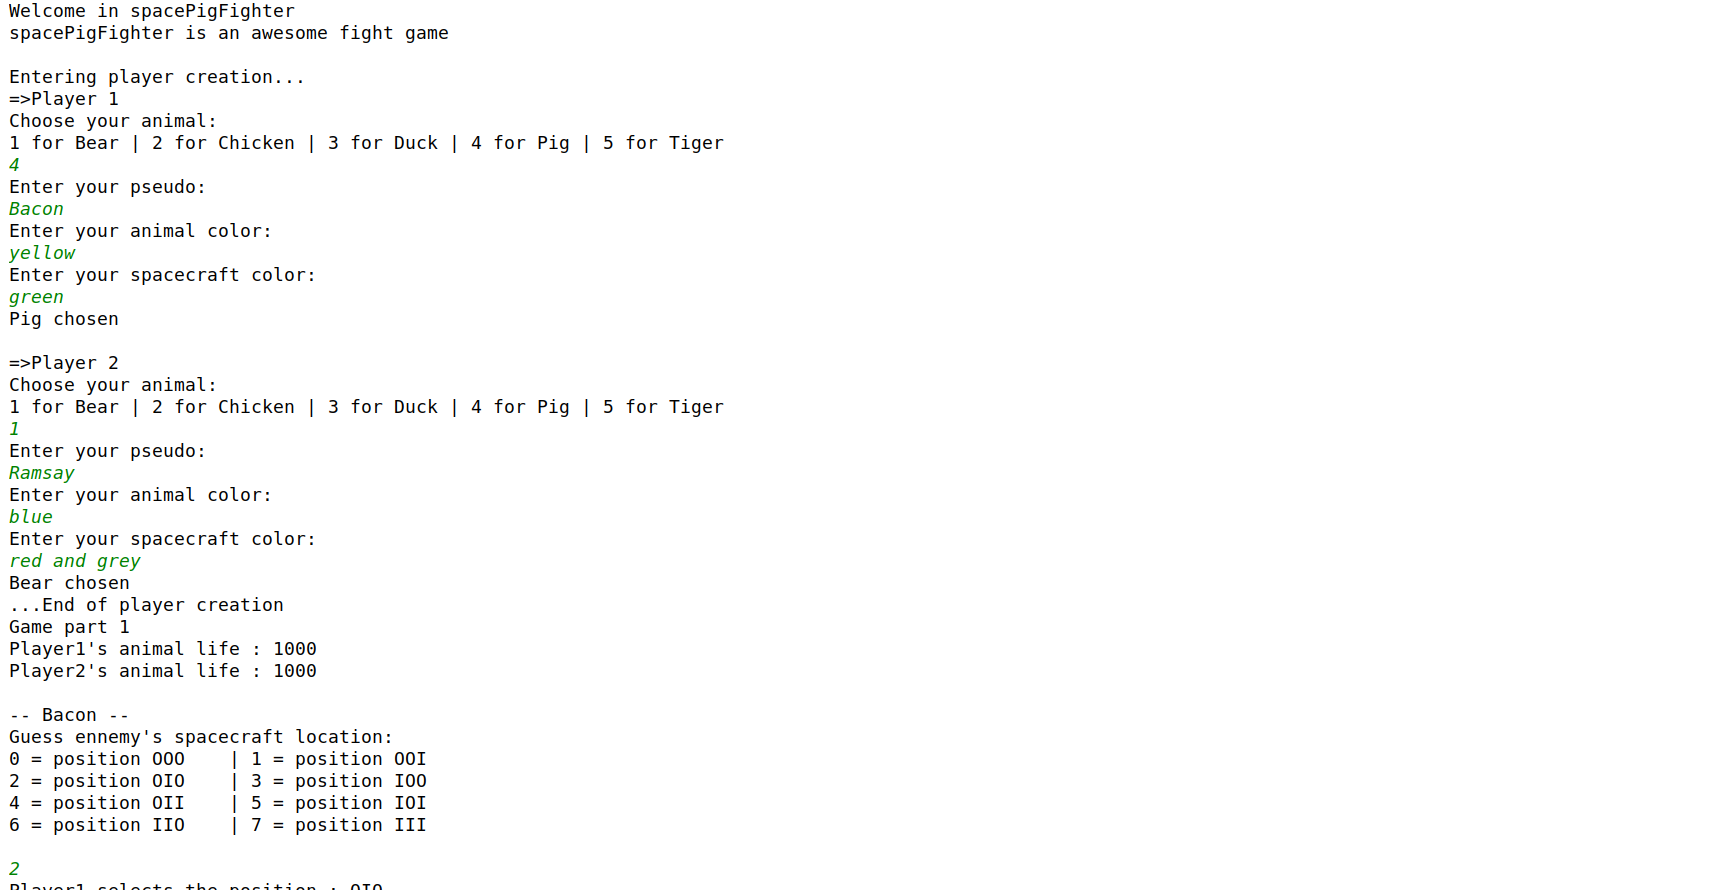 Welcome in spacePigFighter
spacePigFighter is an awesome fight game
Entering player creation...
=>Player 1
Choose your animal:
1 for Bear | 2 for Chicken | 3 for Duck | 4 for Pig | 5 for Tiger
4
Enter your pseudo:
Bacon
Enter your animal color:
yellow
Enter your spacecraft color:
green
Pig chosen
=>Player 2
Choose your animal:
1 for Bear | 2 for Chicken | 3 for Duck | 4 for Pig | 5 for Tiger
1
Enter your pseudo:
Ramsay
Enter your animal color:
blue
Enter your spacecraft color:
red and grey
Bear chosen
...End of player creation
Game part 1
Player1's animal life : 1000
Player2's animal life : 1000
-- Bacon --
Guess ennemy's spacecraft location:
0 = position OOO    | 1 = position OOI
2 = position OIO    | 3 = position IOO
4 = position OII    | 5 = position IOI
6 = position IIO    | 7 = position III
2
Player1 selects the position : OIO